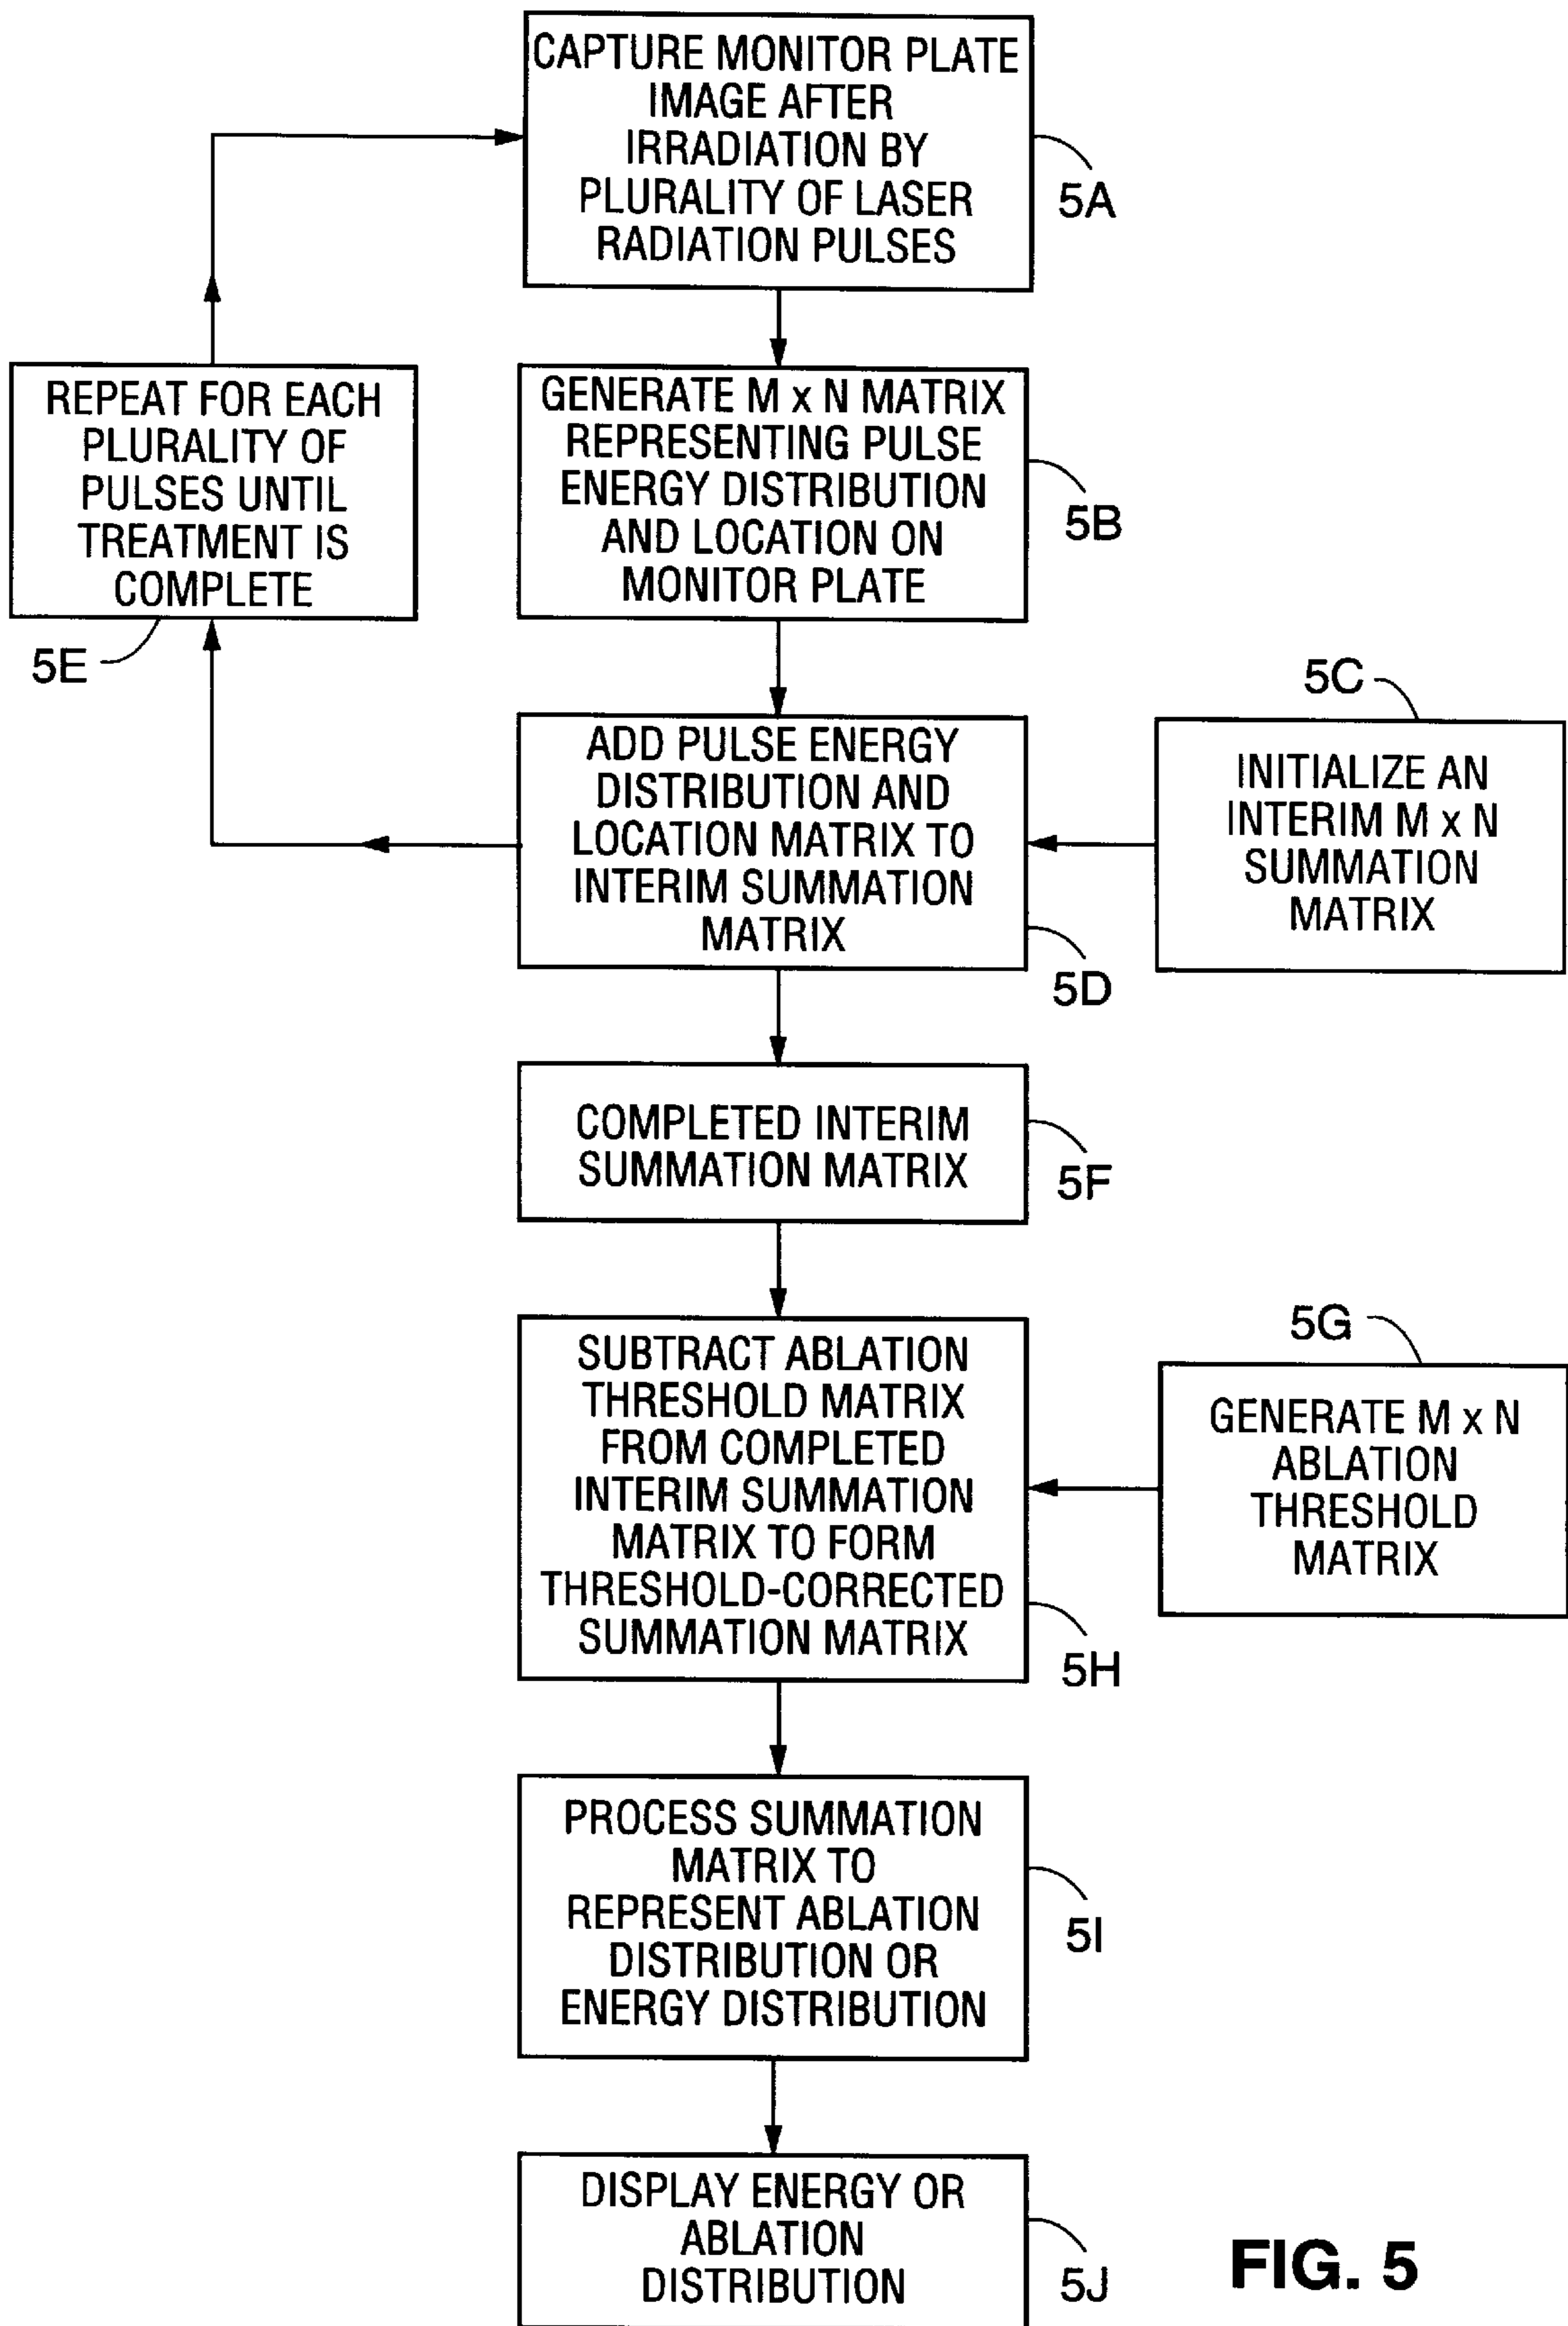 CAPTURE MONITOR PLATE
IMAGE AFTER
IRRADIATION BY
PLURALITY OF LASER
RADIATION PULSES
5A
REPEAT FOR EACH
PLURALITY OF
PULSES UNTIL
TREATMENT IS
COMPLETE
5E
GENERATE M x N MATRIX
REPRESENTING PULSE
ENERGY DISTRIBUTION
AND LOCATION ON
MONITOR PLATE
5B
5C
INITIALIZE AN
INTERIM M x N
SUMMATION
MATRIX
ADD PULSE ENERGY
DISTRIBUTION AND
LOCATION MATRIX TO
INTERIM SUMMATION
MATRIX
5D
COMPLETED INTERIM
SUMMATION MATRIX
5F
5G
GENERATE M x N
ABLATION
THRESHOLD
MATRIX
SUBTRACT ABLATION
THRESHOLD MATRIX
FROM COMPLETED
INTERIM SUMMATION
MATRIX TO FORM
THRESHOLD-CORRECTED
SUMMATION MATRIX
5H
PROCESS SUMMATION
MATRIX TO
REPRESENT ABLATION
DISTRIBUTION OR
ENERGY DISTRIBUTION
5I
DISPLAY ENERGY OR
ABLATION
DISTRIBUTION
5J
FIG. 5